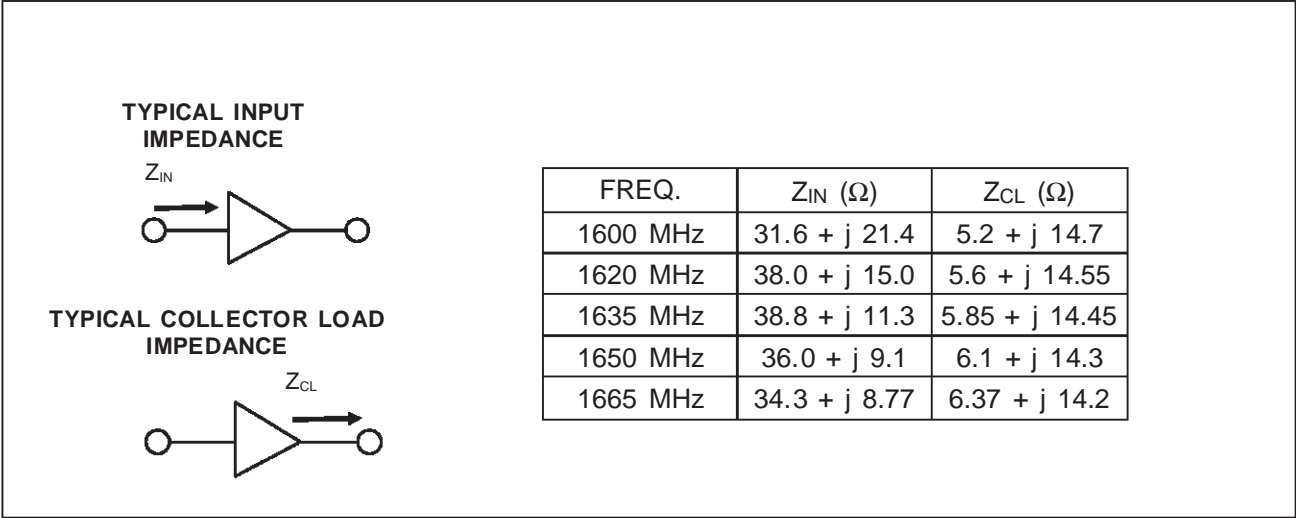 TYPICAL INPUT
IMPEDANCE
ZIN
TYPICAL COLLECTOR LOAD
IMPEDANCE
ZCL
FREQ. ZIN (Ω) ZCL (Ω)
1600 MHz 31.6 + j 21.4 5.2 + j 14.7
1620 MHz 38.0 + j 15.0 5.6 + j 14.55
1635 MHz 38.8 + j 11.3 5.85 + j 14.45
1650 MHz 36.0 + j 9.1 6.1 + j 14.3
1665 MHz 34.3 + j 8.77 6.37 + j 14.2